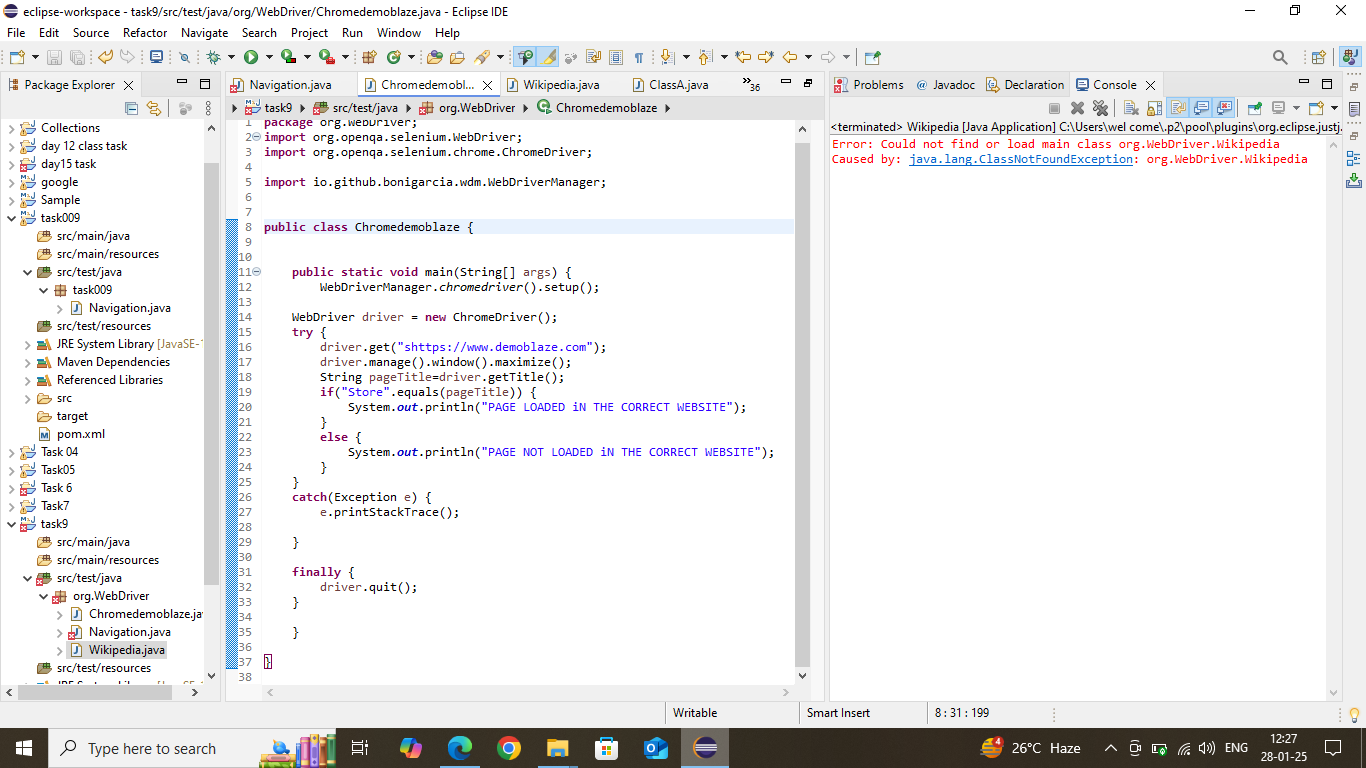 eclipse-workspace - task9/src/test/java/org/WebDriver/Chromedemoblaze.java - Eclipse IDE
File Edit Source Refactor Navigate Search Project Run Window Help
Package Explorer
Collections
day 12 class task
day15 task
google
Sample
task009
src/main/java
src/main/resources
src/test/java
task009
Navigation.java
src/test/resources
JRE System Library [JavaSE-1
Maven Dependencies
Referenced Libraries
src
target
pom.xml
Task 04
Task05
Task 6
Task7
task9
src/main/java
src/main/resources
src/test/java
org.WebDriver
Chromedemoblaze.ja
Navigation.java
Wikipedia.java
src/test/resources
Navigation.java Chromedemobl... Wikipedia.java ClassA.java »36
task9 src/test/java org.WebDriver Chromedemoblaze
1 package org.WebDriver;
2 import org.openqa.selenium.WebDriver;
3 import org.openqa.selenium.chrome.ChromeDriver;
4
5 import io.github.bonigarcia.wdm.WebDriverManager;
6
7
8 public class Chromedemoblaze {
9
10
11 public static void main(String[] args) {
12 WebDriverManager.chromedriver().setup();
13
14 WebDriver driver = new ChromeDriver();
15 try {
16 driver.get("shttps://www.demoblaze.com");
17 driver.manage().window().maximize();
18 String pageTitle=driver.getTitle();
19 if("Store".equals(pageTitle)) {
20 System.out.println("PAGE LOADED iN THE CORRECT WEBSITE");
21 }
22 else {
23 System.out.println("PAGE NOT LOADED iN THE CORRECT WEBSITE");
24 }
25 }
26 catch(Exception e) {
27 e.printStackTrace();
28
29 }
30
31 finally {
32 driver.quit();
33 }
34
35 }
36
37 }
38
Problems Javadoc Declaration Console
<terminated> Wikipedia [Java Application] C:\Users\wel come\.p2\pool\plugins\org.eclipse.justj.
Error: Could not find or load main class org.WebDriver.Wikipedia
Caused by: java.lang.ClassNotFoundException: org.WebDriver.Wikipedia
Writable Smart Insert 8 : 31 : 199
Type here to search
26°C Haze ENG
12:27
28-01-25